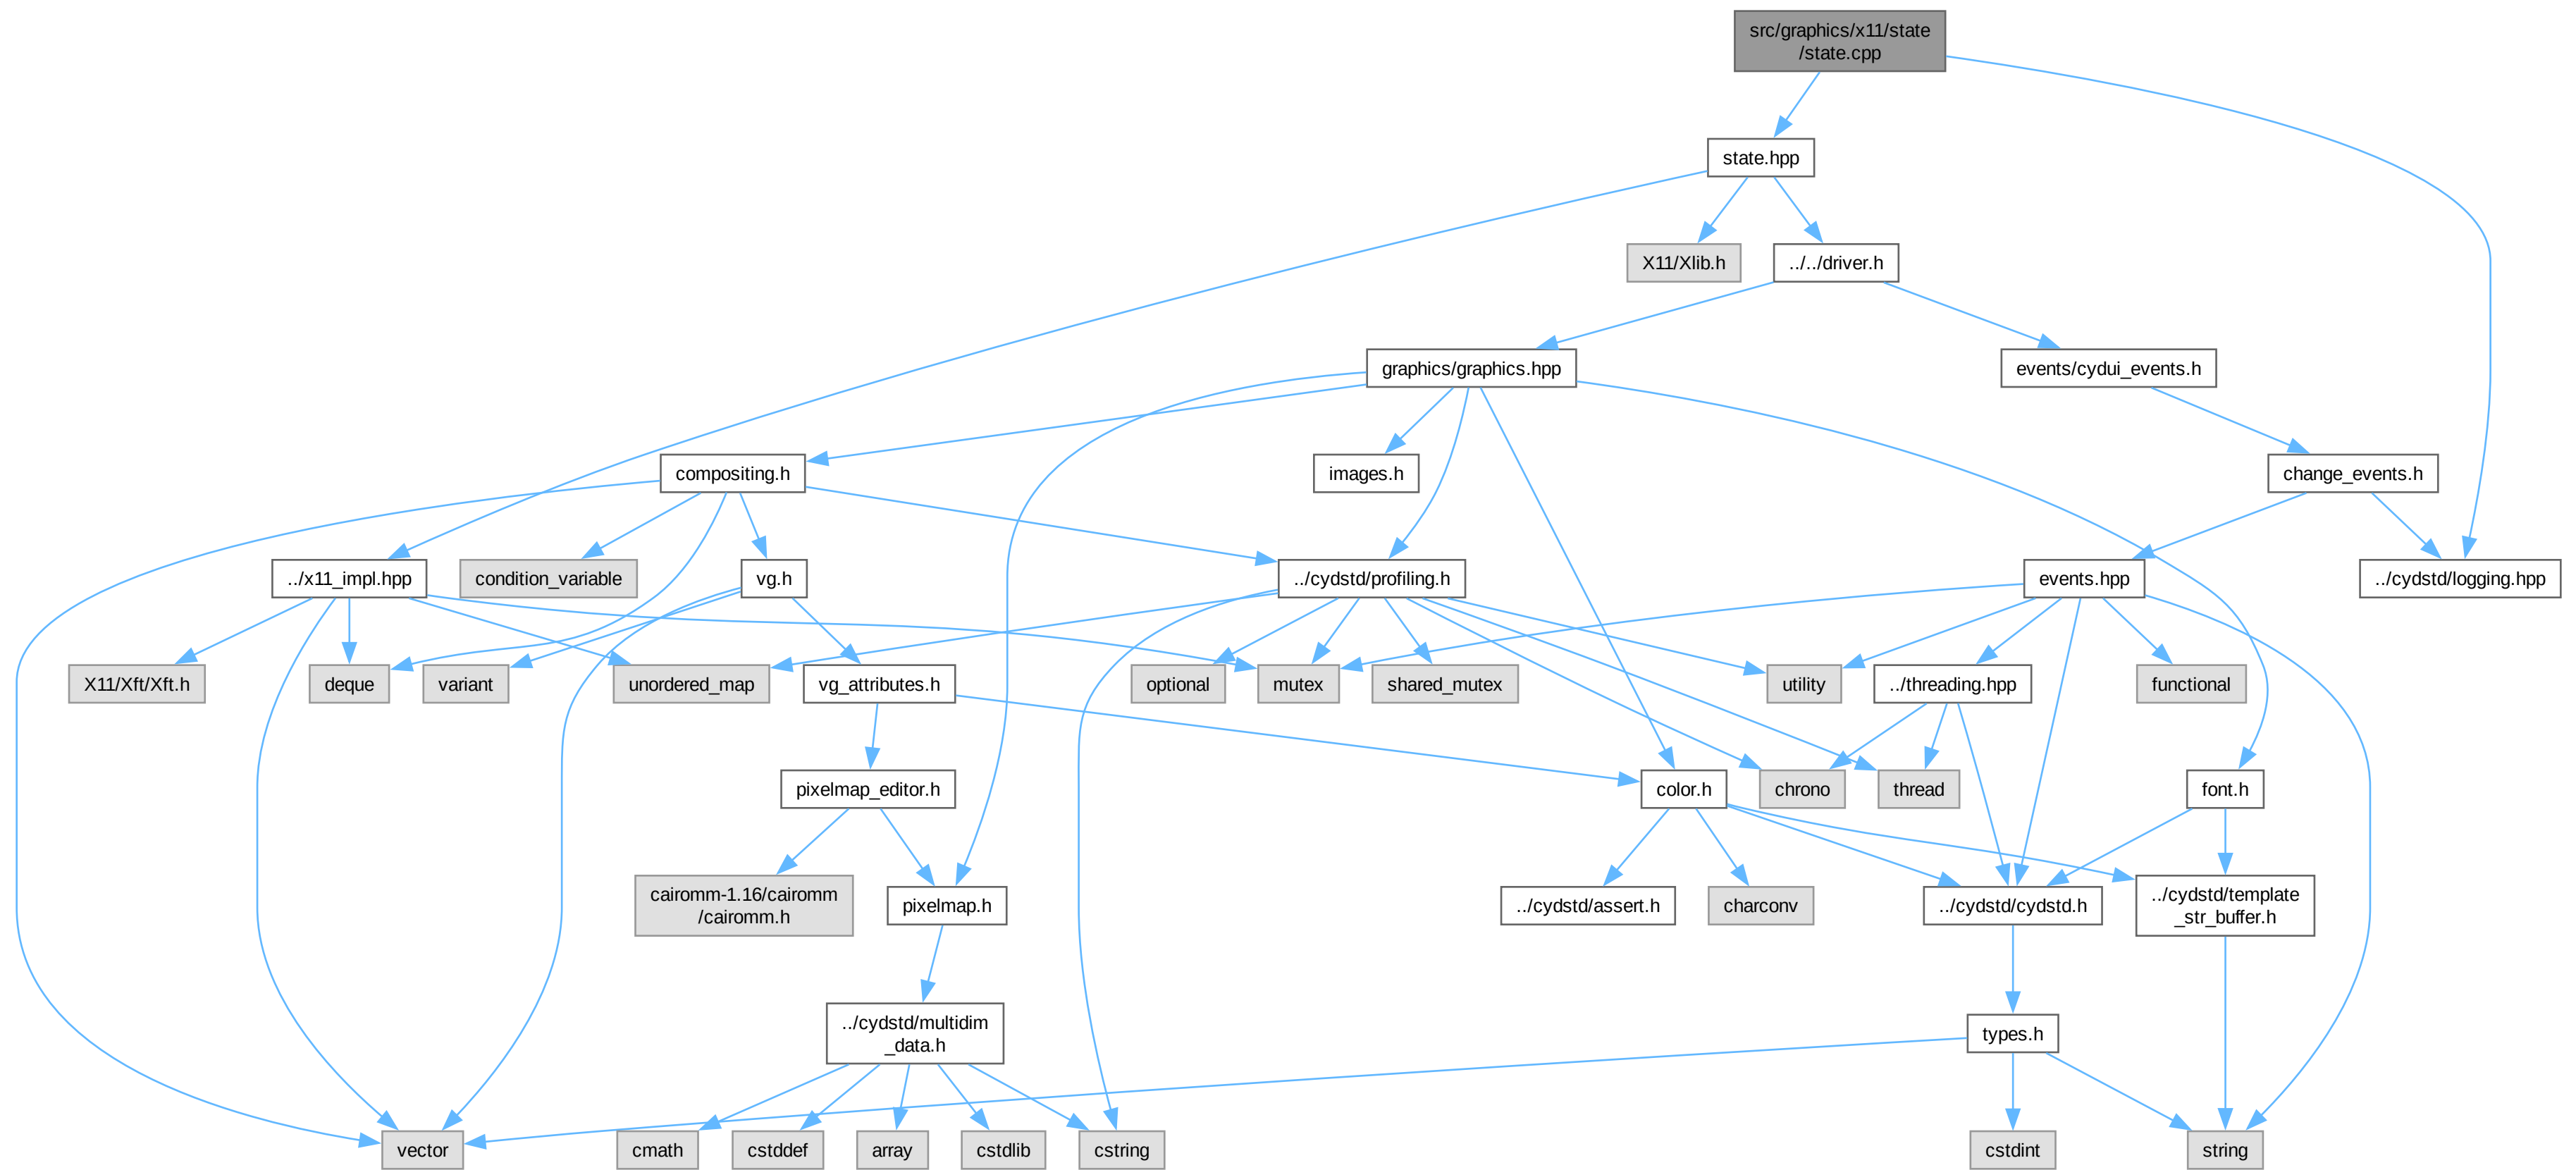 src/graphics/x11/state
/state.cpp
state.hpp
X11/Xlib.h
../../driver.h
graphics/graphics.hpp
events/cydui_events.h
compositing.h
images.h
change_events.h
../x11_impl.hpp
condition_variable
vg.h
../cydstd/profiling.h
events.hpp
../cydstd/logging.hpp
X11/Xft/Xft.h
deque
variant
unordered_map
vg_attributes.h
optional
mutex
shared_mutex
utility
../threading.hpp
functional
pixelmap_editor.h
color.h
chrono
thread
font.h
cairomm-1.16/cairomm
/cairomm.h
pixelmap.h
../cydstd/assert.h
charconv
../cydstd/cydstd.h
../cydstd/template
_str_buffer.h
../cydstd/multidim
_data.h
types.h
vector
cmath
cstddef
array
cstdlib
cstring
cstdint
string